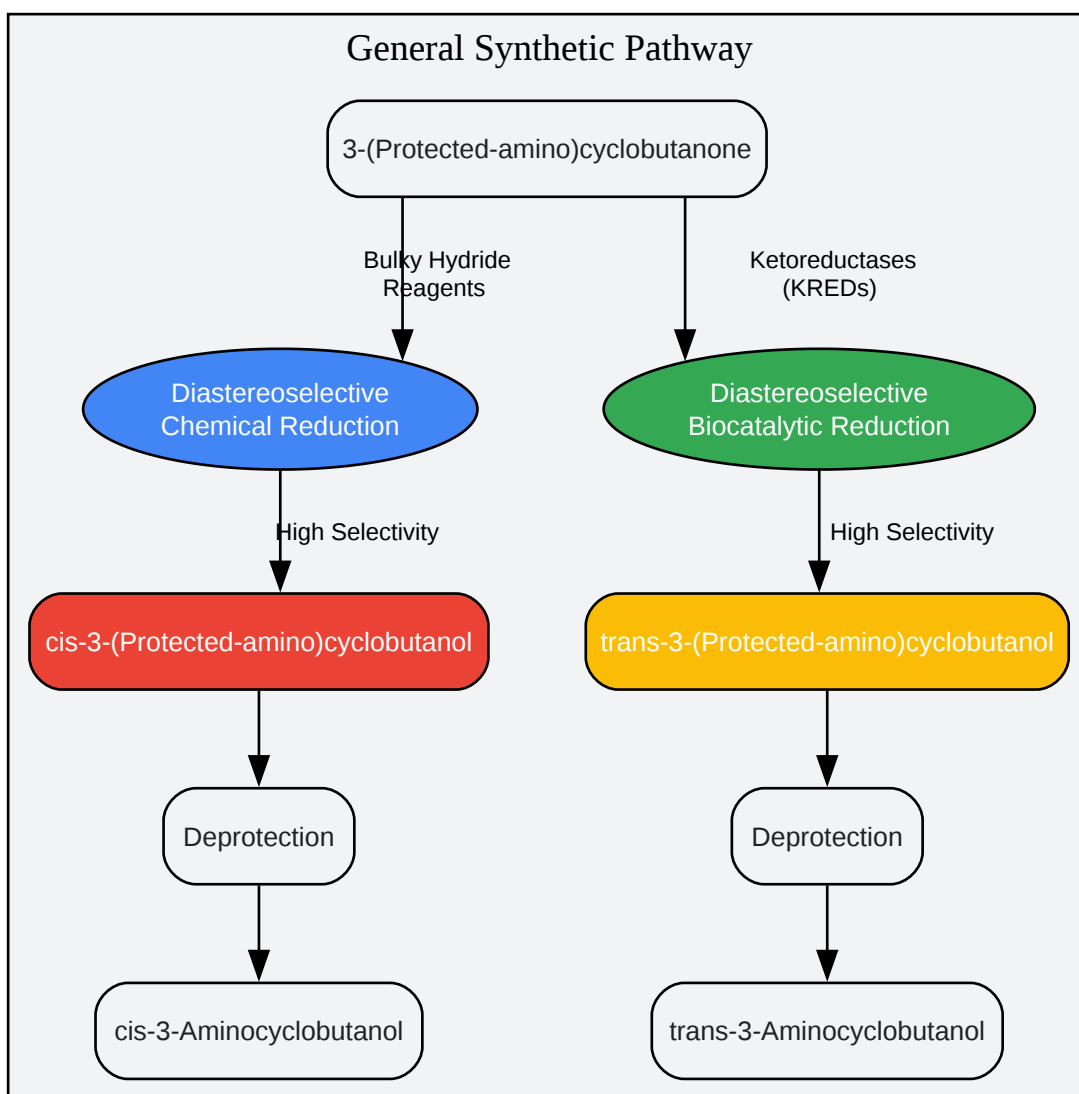 General Synthetic Pathway
3-(Protected-amino)cyclobutanone
Bulky Hydride
Reagents
Ketoreductases
(KREDs)
Diastereoselective
Chemical Reduction
Diastereoselective
Biocatalytic Reduction
High Selectivity
High Selectivity
cis-3-(Protected-amino)cyclobutanol
trans-3-(Protected-amino)cyclobutanol
Deprotection
Deprotection
cis-3-Aminocyclobutanol
trans-3-Aminocyclobutanol